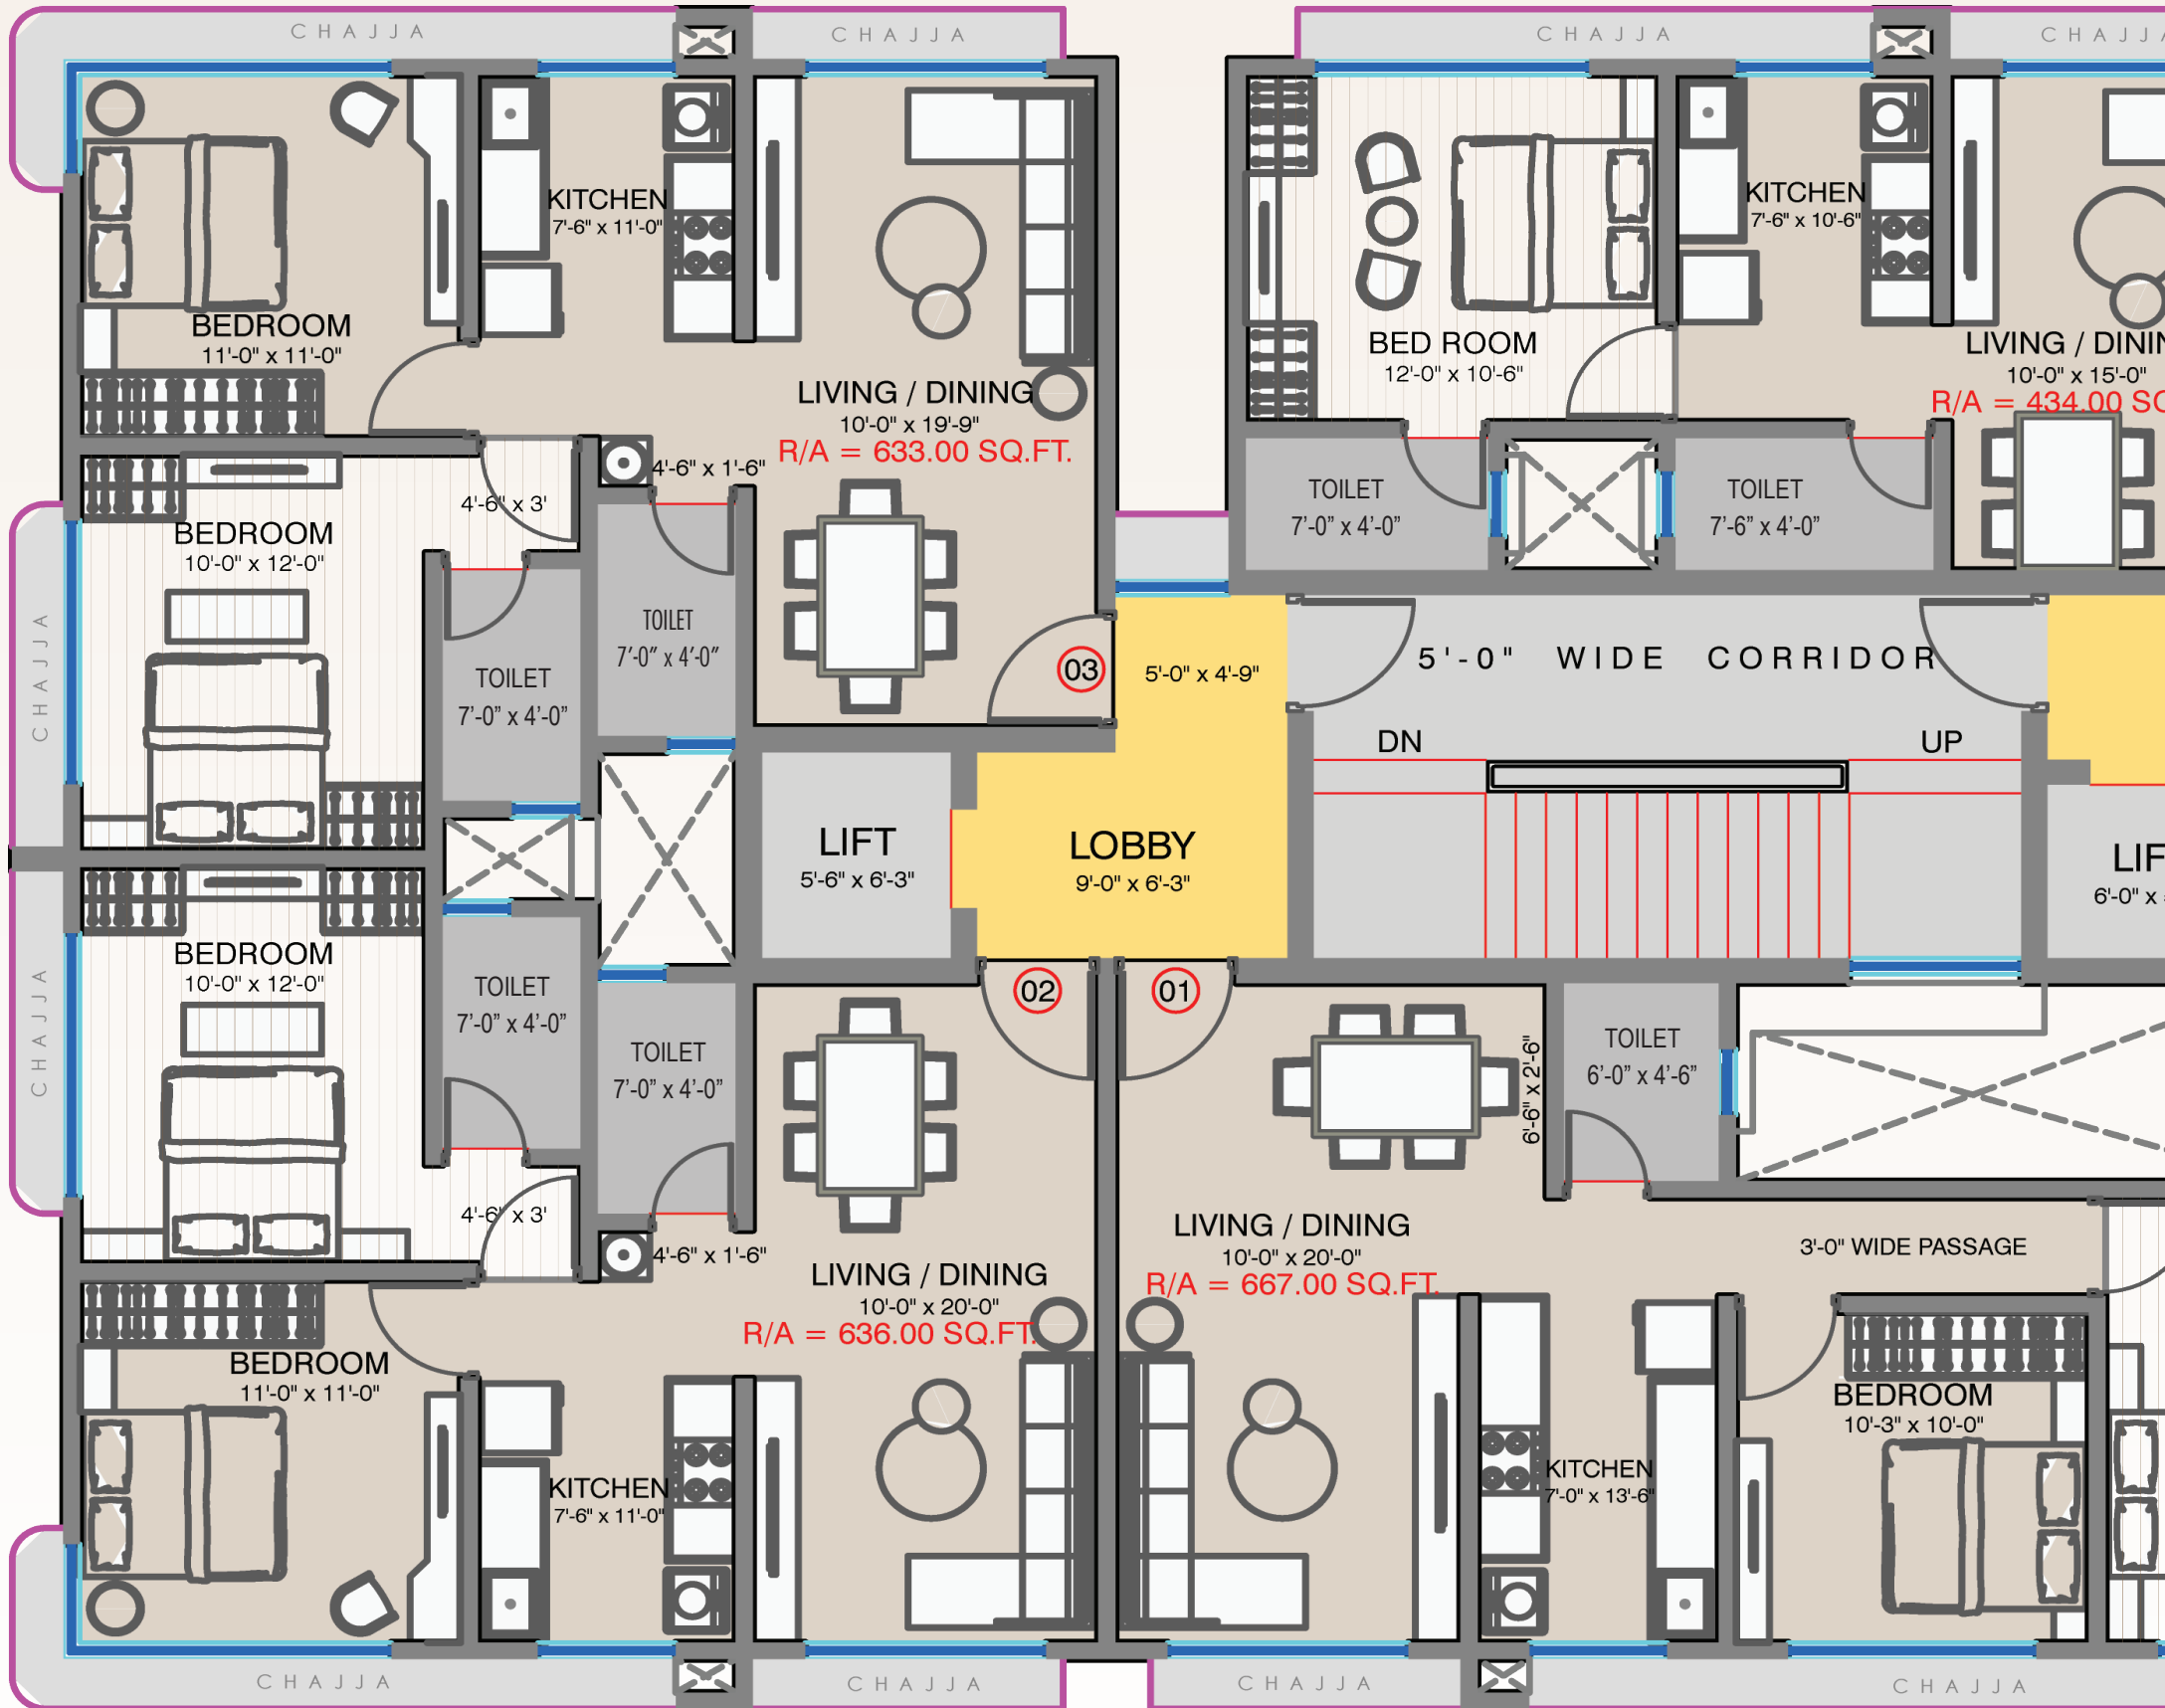 CHAJJA
CHAJJA
CHAJJA
KITCHEN
7'-6" x 11'-0"
BEDROOM
11'-0" x 11'-0"
LIVING / DINING
10'-0" x 19'-9"
R/A = 633.00 SQ.FT.
KITCHEN
7'-6" x 10'-6"
BED ROOM
12'-0" x 10'-6"
LIVING /
10'-0" x 15'-0"
R/A = 434.00
4'-6" x 1'-6"
4'-6" x 3'
BEDROOM
10'-0" x 12'-0"
TOILET
7'-0" x 4'-0"
TOILET
7'-6" x 4'-0"
CHAJJA
TOILET
7'-0" x 4'-0"
TOILET
7'-0" x 4'-0"
03
5'-0" x 4'-9"
5'-0" WIDE CORRIDOR
DN
UP
LIFT
5'-6" x 6'-3"
LOBBY
9'-0" x 6'-3"
6'-0" x
BEDROOM
10'-0" x 12'-0"
CHAJJA
TOILET
7'-0" x 4'-0"
TOILET
7'-0" x 4'-0"
02
01
6'-6" x 2'-6"
TOILET
6'-0" x 4'-6"
4'-6" x 3'
4'-6" x 1'-6"
LIVING / DINING
10'-0" x 20'-0"
R/A = 636.00 SQ.FT.
LIVING / DINING
10'-0" x 20'-0"
R/A = 667.00 SQ.FT.
3'-0" WIDE PASSAGE
BEDROOM
11'-0" x 11'-0"
BEDROOM
10'-3" x 10'-0"
KITCHEN
7'-6" x 11'-0"
KITCHEN
7'-0" x 13'-6"
CHAJJA
CHAJJA
CHAJJA
CHAJJA